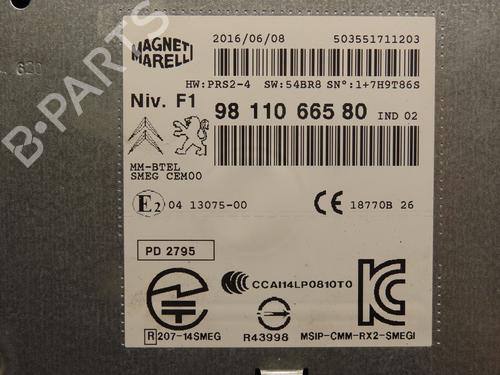 MAGNETI
MARELLI
2016/06/08
503551711203
HW:PRS2-4 SW:54BR8 SN°:1+7H9T86S
Niv. F1
98 110 665 80 IND 02
MM-BTEL
SMEG CEM00
E2 04 13075-00
CE 18770B 26
PD 2795
CCAI14LP0810T0
R 207-14SMEG
R43998
MSIP-CMM-RX2-SMEGI